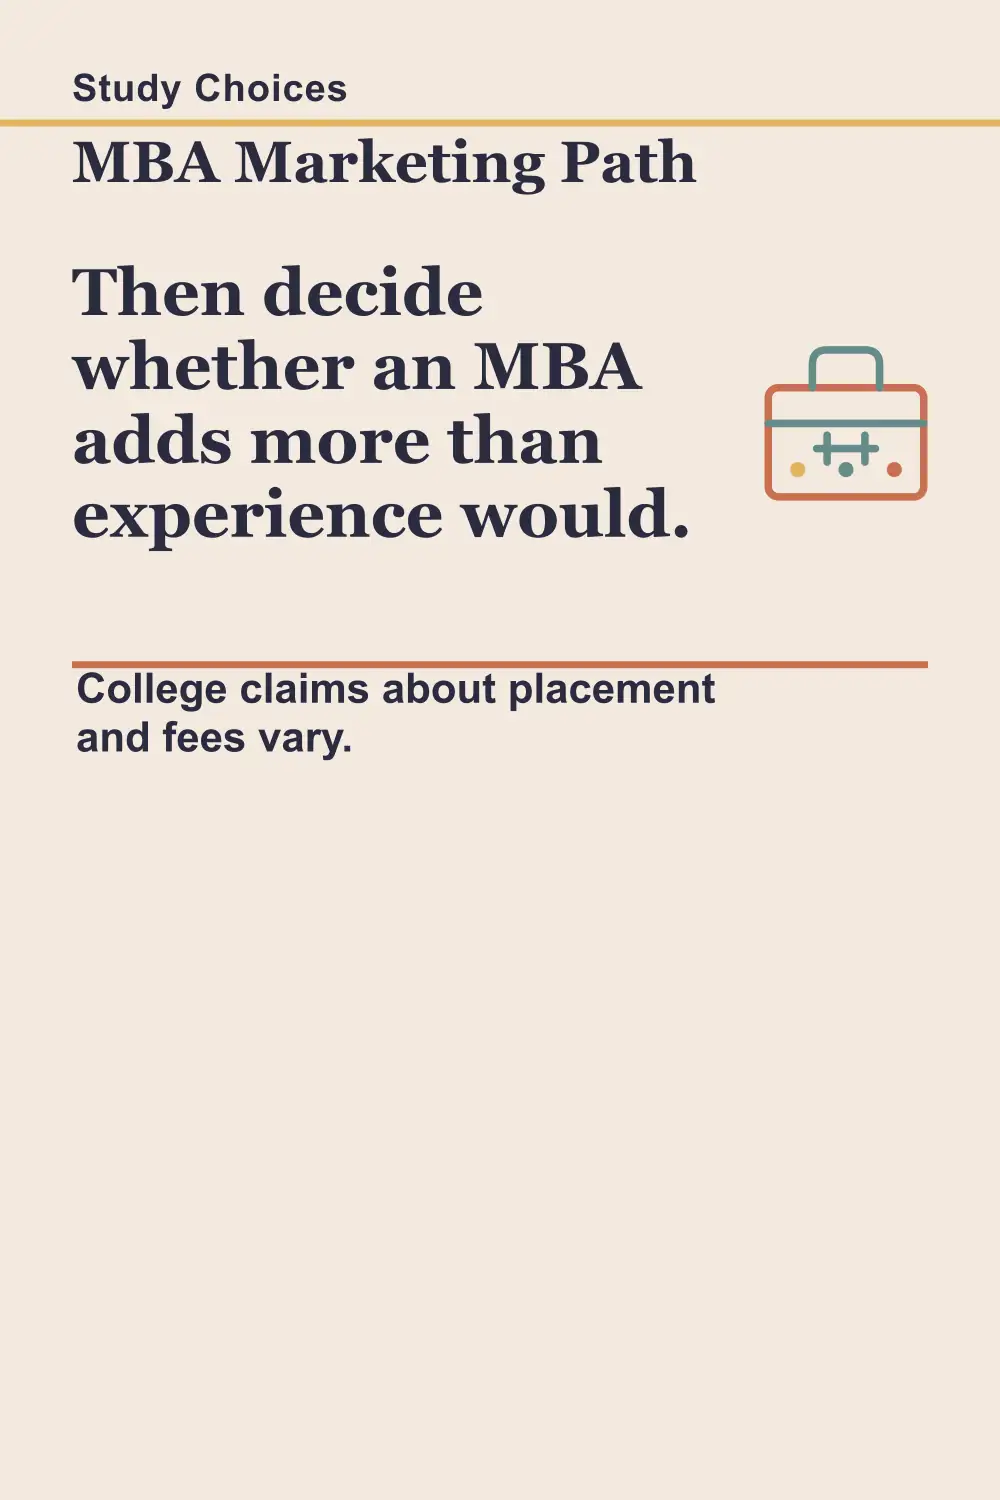 Study Choices
MBA Marketing Path
Then decide
whether an MBA
adds more than
experience would.
College claims about placement
and fees vary.